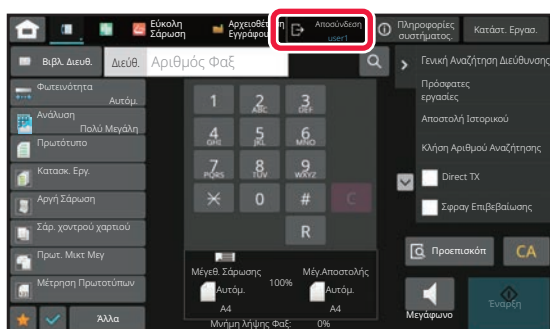 Εύκολη
Σάρωση
Αρχειοθέτ
Εγγράφου
Αποσύνδεση
user1
Πληροφορίες
συστήματος.
Κατάστ. Εργασ.
Βιβλ. Διευθ.
Διεύθ.
Αριθμός Φαξ
Φωτεινότητα
Αυτόμ.
Ανάλυση
Πολύ Μεγάλη
Πρωτότυπο
Κατασκ. Εργ.
Αργή Σάρωση
Σάρ. χοντρού χαρτιού
Πρωτ. Μικτ Μεγ
Μέτρηση Πρωτοτύπων
Άλλα
1
2 ABC
3 DEF
4 GHI
5 JKL
6 MNO
7 PQRS
8 TUV
9 WXYZ
0
#
C
R
Μέγεθ. Σάρωσης
Αυτόμ.
A4
100%
Μέγ.Αποστολής
Αυτόμ.
A4
Μνήμη λήψης Φαξ: 0%
Γενική Αναζήτηση Διεύθυνσης
Πρόσφατες
εργασίες
Αποστολή Ιστορικού
Κλήση Αριθμού Αναζήτησης
Direct TX
Σφραγ Επιβεβαίωσης
Προεπισκόπ
CA
Μεγάφωνο
Έναρξη